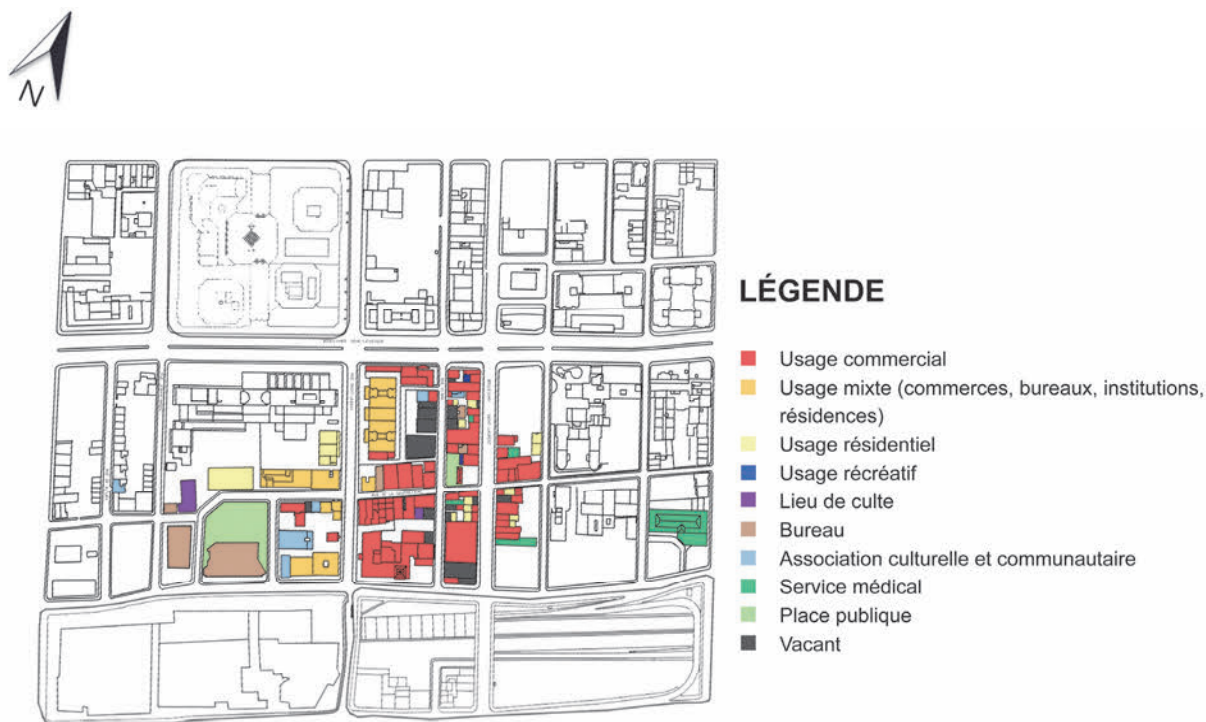 N
LÉGENDE
Usage commercial
Usage mixte (commerces, bureaux, institutions,
résidences)
Usage résidentiel
Usage récréatif
Lieu de culte
Bureau
Association culturelle et communautaire
Service médical
Place publique
Vacant